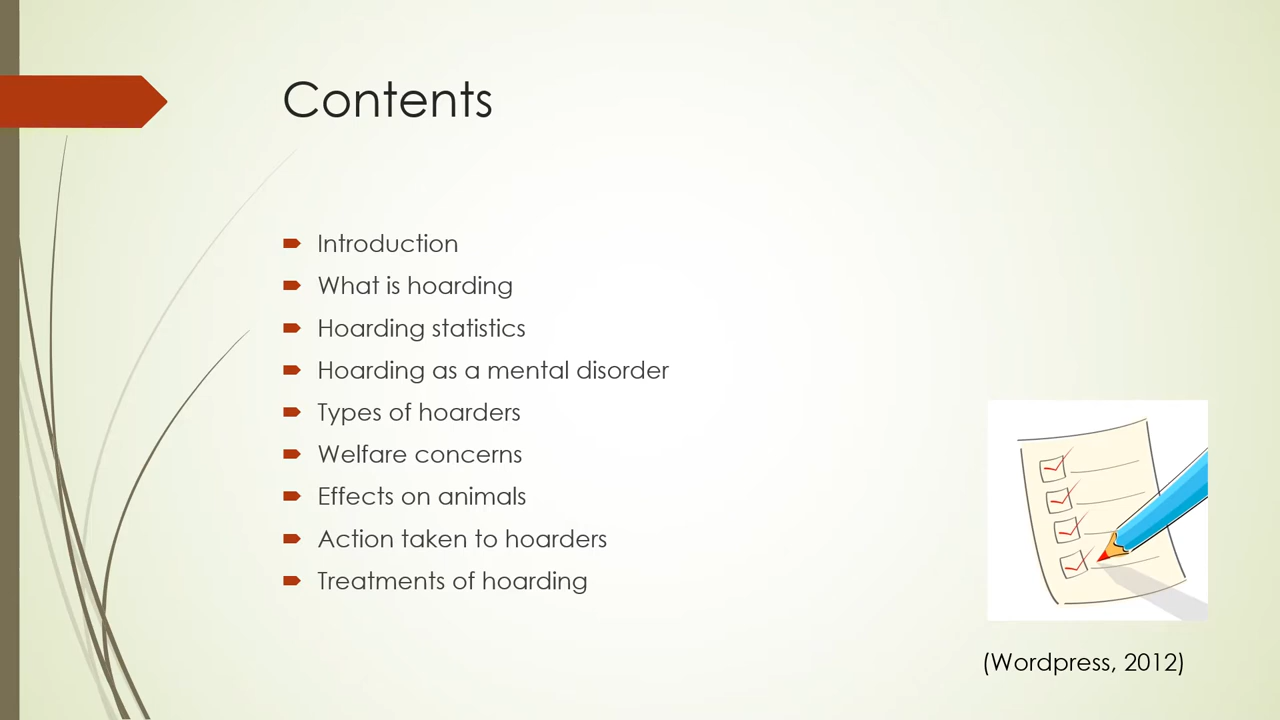 Contents
Introduction
What is hoarding
Hoarding statistics
Hoarding as a mental disorder
Types of hoarders
Welfare concerns
Effects on animals
Action taken to hoarders
Treatments of hoarding
(Wordpress, 2012)